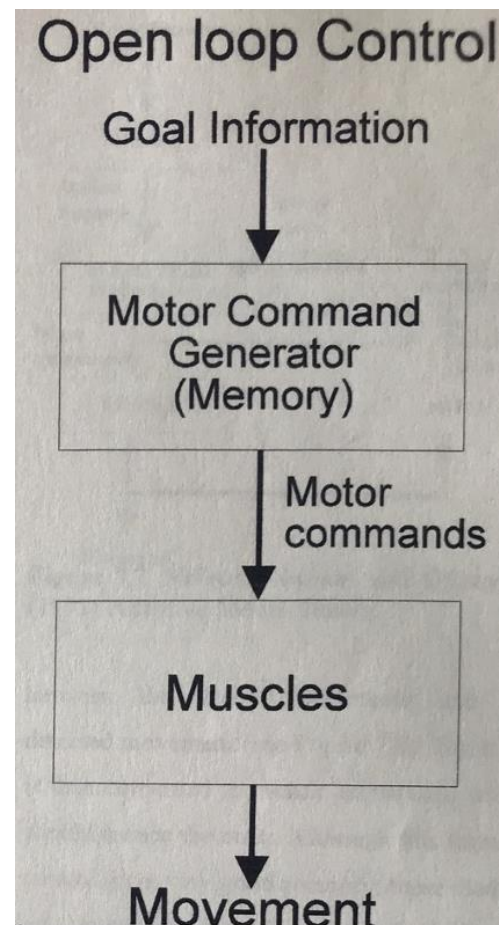 Open loop Control
Goal Information
Motor Command
Generator
(Memory)
Motor
commands
Muscles
Movement